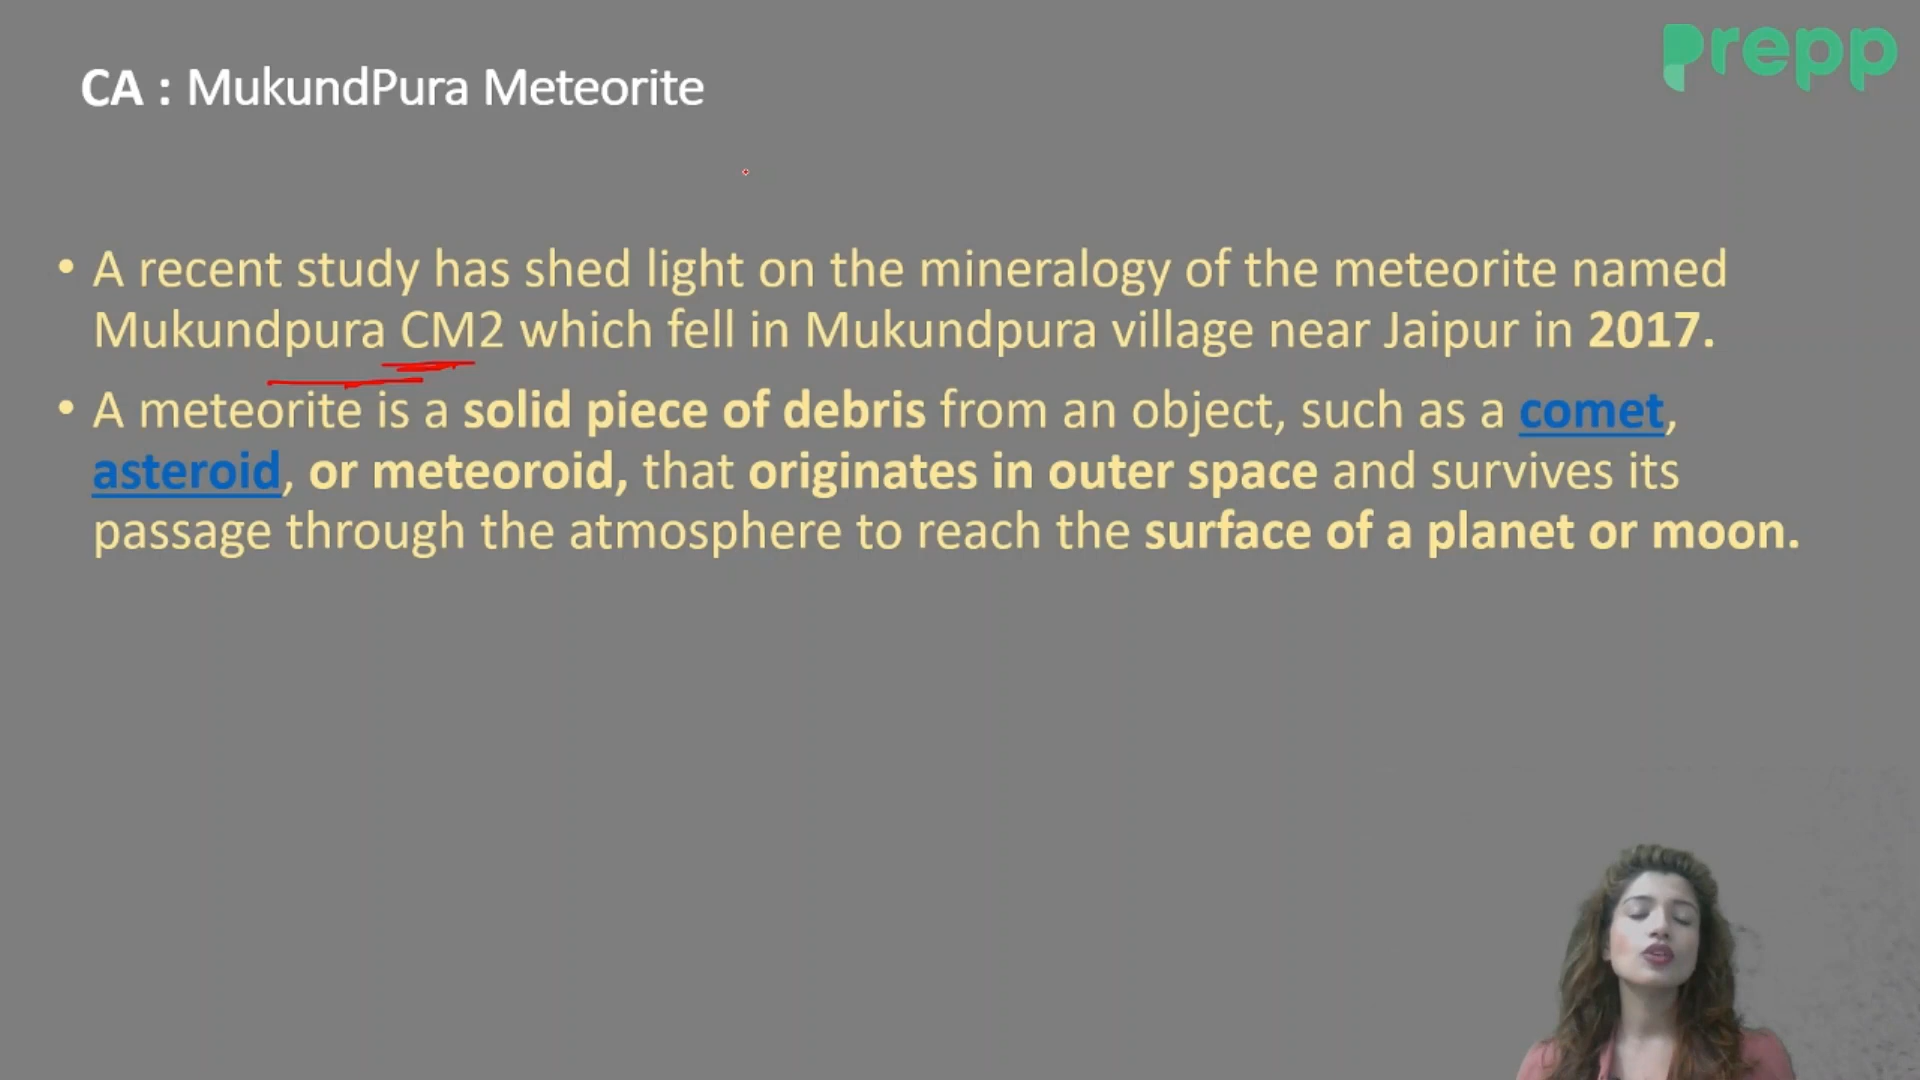 prepp
CA : MukundPura Meteorite
• A recent study has shed light on the mineralogy of the meteorite named
Mukundpura CM2 which fell in Mukundpura village near Jaipur in 2017.
• A meteorite is a solid piece of debris from an object, such as a comet,
asteroid, or meteoroid, that originates in outer space and survives its
passage through the atmosphere to reach the surface of a planet or moon.